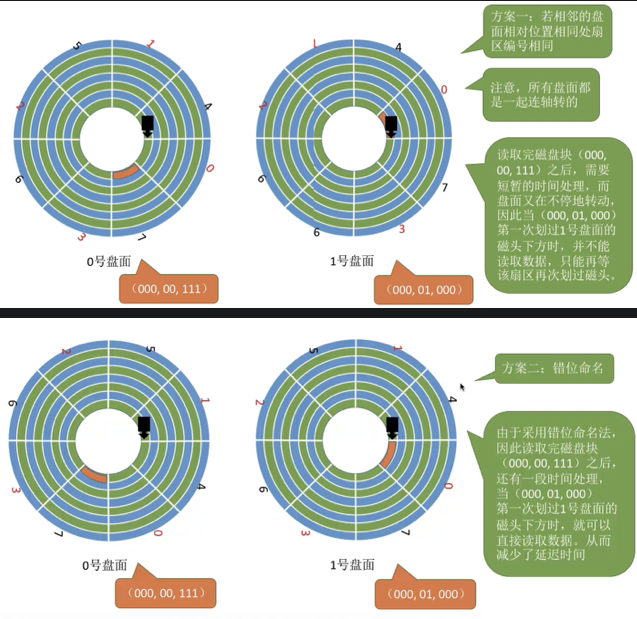 5
1
4
0
7
3
6
2
0号盘面
（000, 00, 111）
1
4
0
7
3
6
6
2
1号盘面
（000, 01, 000）
方案一：若相邻的盘
面相对位置相同处扇
区编号相同
注意，所有盘面都
是一起连轴转的
读取完磁盘块（000,
00, 111）之后，需要
短暂的时间处理，而
盘面又在不停地转动，
因此当（000, 01, 000）
第一次划过1号盘面的
磁头下方时，并不能
读取数据，只能再等
该扇区再次划过磁头。
2
5
1
4
0
7
3
6
0号盘面
（000, 00, 111）
5
1
4
0
7
3
6
2
1号盘面
（000, 01, 000）
方案二：错位命名
由于采用错位命名法，
因此读取完磁盘块
（000, 00, 111）之后，
还有一段时间处理，
当（000, 01, 000）
第一次划过1号盘面的
磁头下方时，就可以
直接读取数据。从而
减少了延迟时间